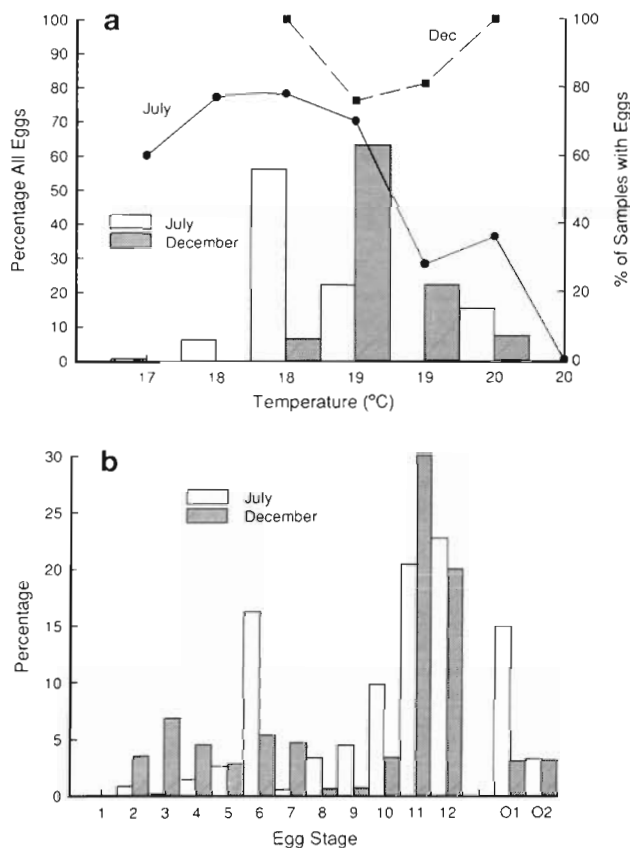 a
Percentage All Eggs
100
90
80
70
60
50
40
30
20
10
0
July
Dec
July
December
100
80
60
40
20
0
% of Samples with Eggs
17 18 18 19 19 20 20
Temperature (°C)
b
Percentage
30
25
20
15
10
5
0
July
December
1 2 3 4 5 6 7 8 9 10 11 12 O1 O2
Egg Stage